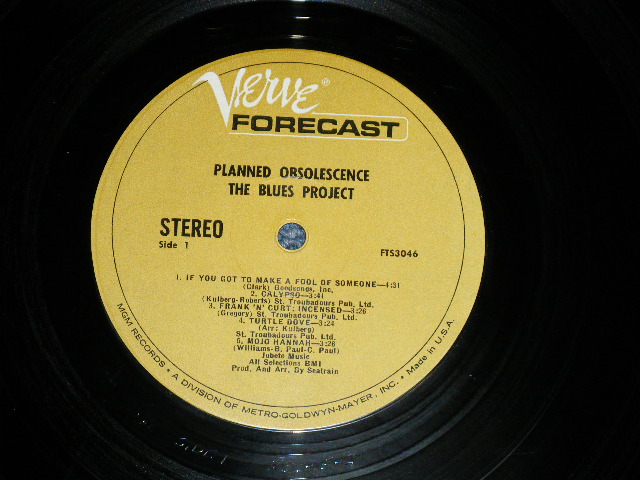 Verve®
FORECAST
PLANNED OBSOLESCENCE
THE BLUES PROJECT
STEREO
Side 1
FTS3046
1. IF YOU GOT TO MAKE A FOOL OF SOMEONE—4:31
(Clark) Goodsongs, Inc.
2. CALYPSO—3:41
(Kulberg-Roberts) St. Troubadours Pub. Ltd.
3. FRANK 'N' CURT: INCENSED—3:26
(Gregory) St. Troubadours Pub. Ltd.
4. TURTLE DOVE—3:24
(Arr: Kulberg)
St. Troubadours Pub. Ltd.
5. MOJO HANNAH—3:26
(Williams-B. Paul-C. Paul)
Jobete Music
All Selections BMI
Prod. And Arr. By Seatrain
MGM RECORDS • A DIVISION OF METRO-GOLDWYN-MAYER, INC. • Made in U.S.A.